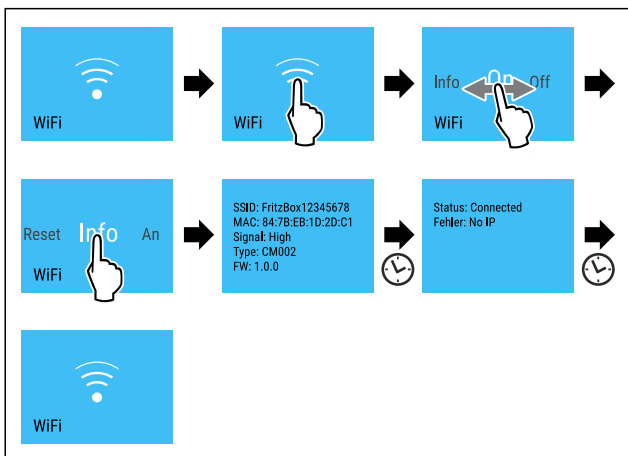 WiFi
WiFi
Info On Off
WiFi
Reset Info An
WiFi
SSID: FritzBox12345678
MAC: 84:7B:EB:1D:2D:C1
Signal: High
Type: CM002
FW: 1.0.0
Status: Connected
Fehler: No IP
WiFi